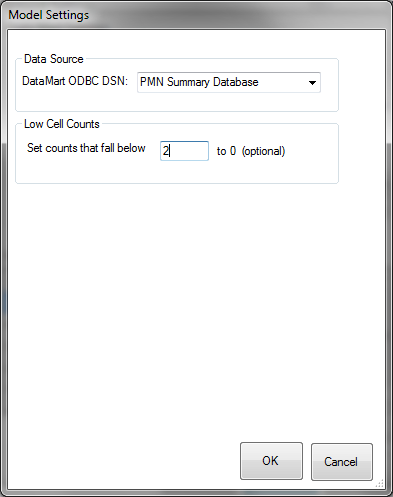 Model Settings
Data Source
DataMart ODBC DSN: PMN Summary Database
Low Cell Counts
Set counts that fall below 2 to 0 (optional)
OK Cancel